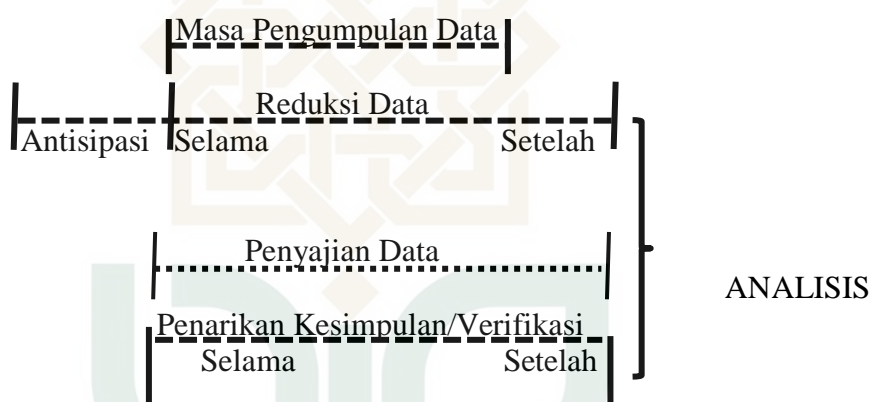 Masa Pengumpulan Data
Reduksi Data
Antisipasi Selama Setelah
Penyajian Data
ANALISIS
Penarikan Kesimpulan/Verifikasi
Selama Setelah